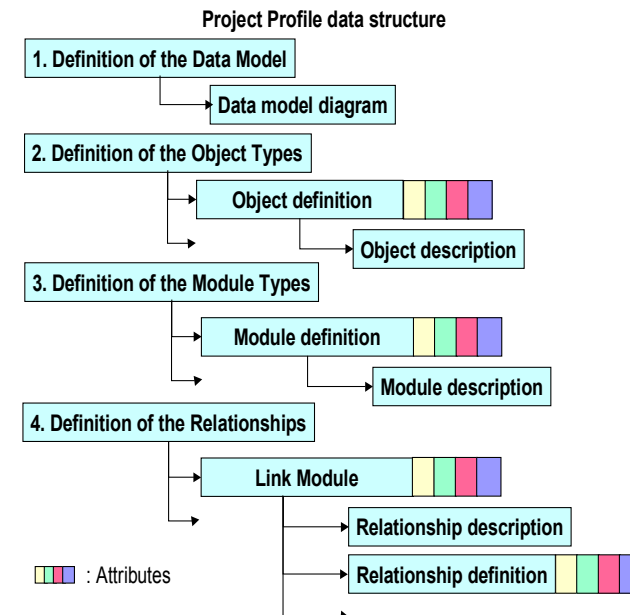 Project Profile data structure
1. Definition of the Data Model
Data model diagram
2. Definition of the Object Types
Object definition
Object description
3. Definition of the Module Types
Module definition
Module description
4. Definition of the Relationships
Link Module
Relationship description
Relationship definition
: Attributes